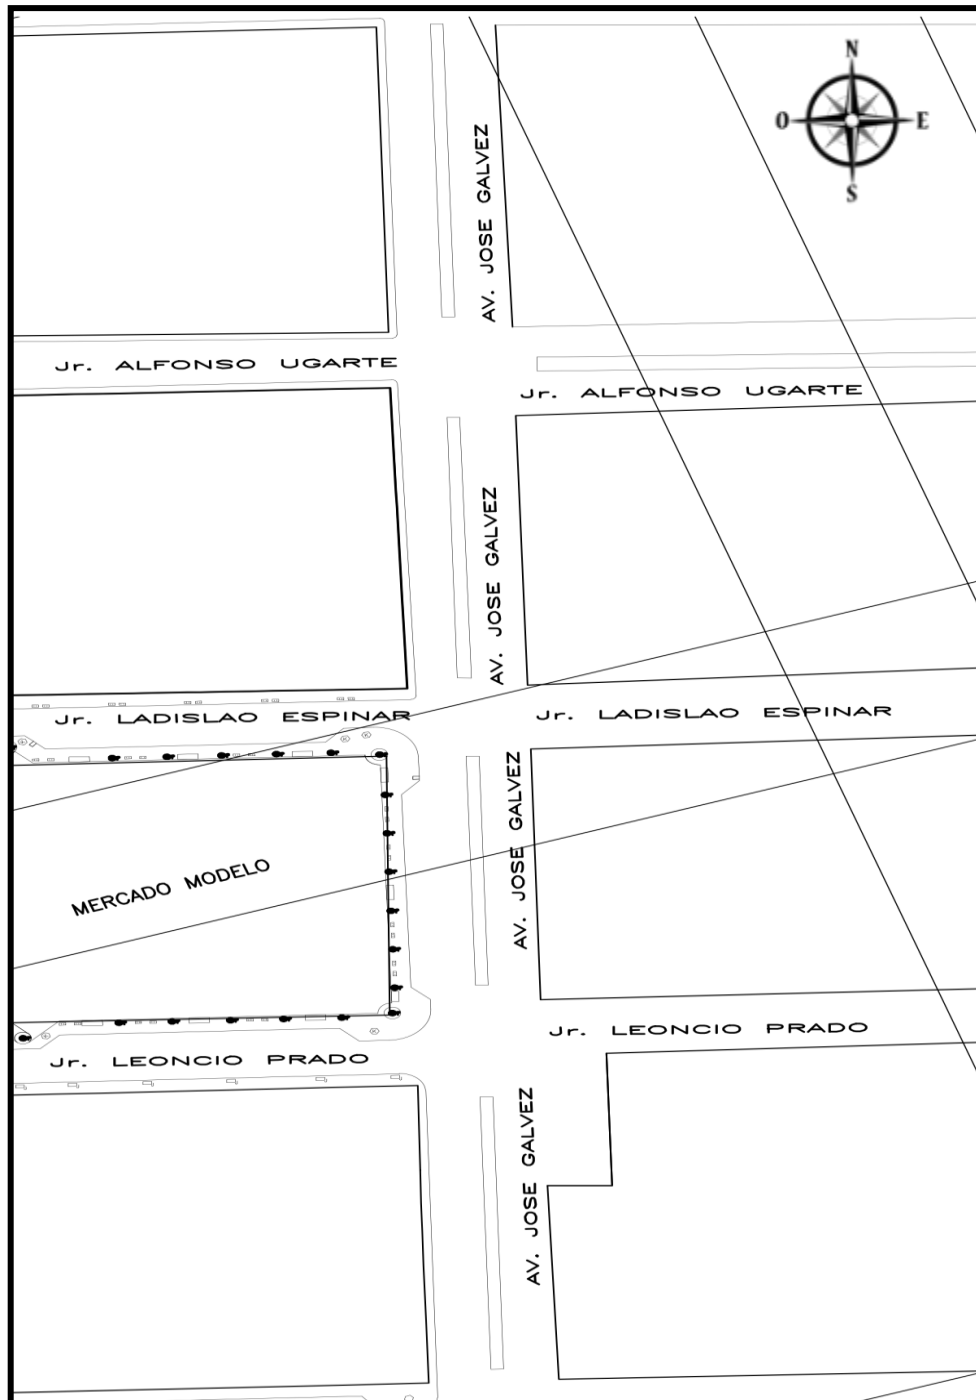 N
O E
S
AV. JOSE GALVEZ
Jr. ALFONSO UGARTE
Jr. ALFONSO UGARTE
AV. JOSE GALVEZ
Jr. LADISLAO ESPINAR
Jr. LADISLAO ESPINAR
AV. JOSE GALVEZ
MERCADO MODELO
Jr. LEONCIO PRADO
Jr. LEONCIO PRADO
AV. JOSE GALVEZ